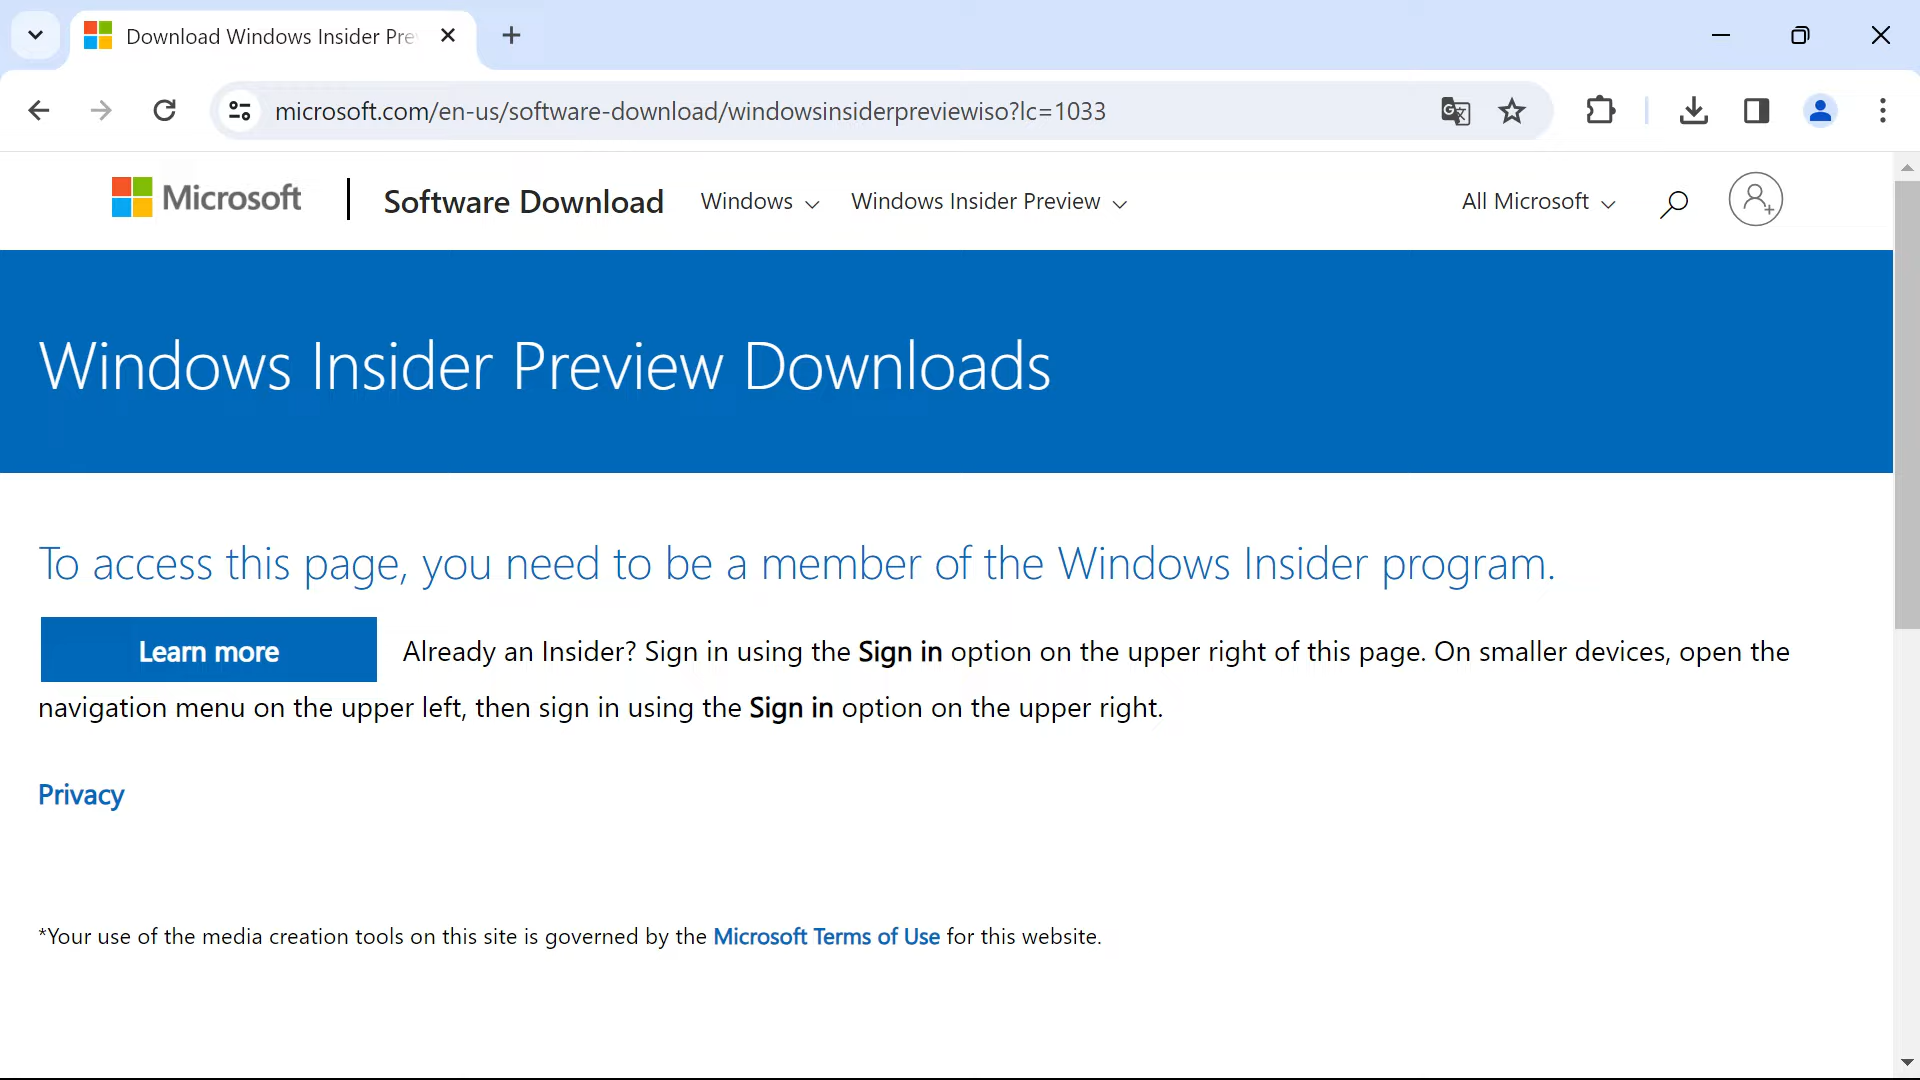 Download Windows Insider Pre
microsoft.com/en-us/software-download/windowsinsiderpreviewiso?lc=1033
Microsoft Software Download Windows Windows Insider Preview All Microsoft
Windows Insider Preview Downloads
To access this page, you need to be a member of the Windows Insider program.
Learn more Already an Insider? Sign in using the Sign in option on the upper right of this page. On smaller devices, open the
navigation menu on the upper left, then sign in using the Sign in option on the upper right.
Privacy
*Your use of the media creation tools on this site is governed by the Microsoft Terms of Use for this website.